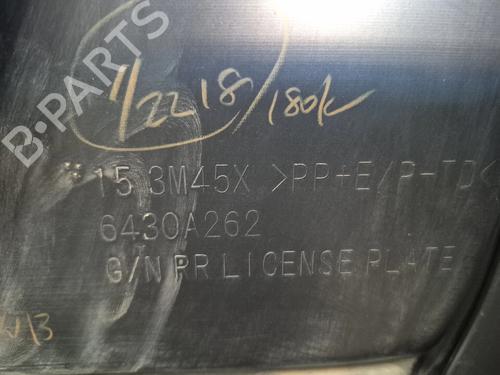 B-PARTS
11/22 18 /180k
15 3M45X >PP+E/P-TD<
6430A262
G/N PR LICENSE PLATE